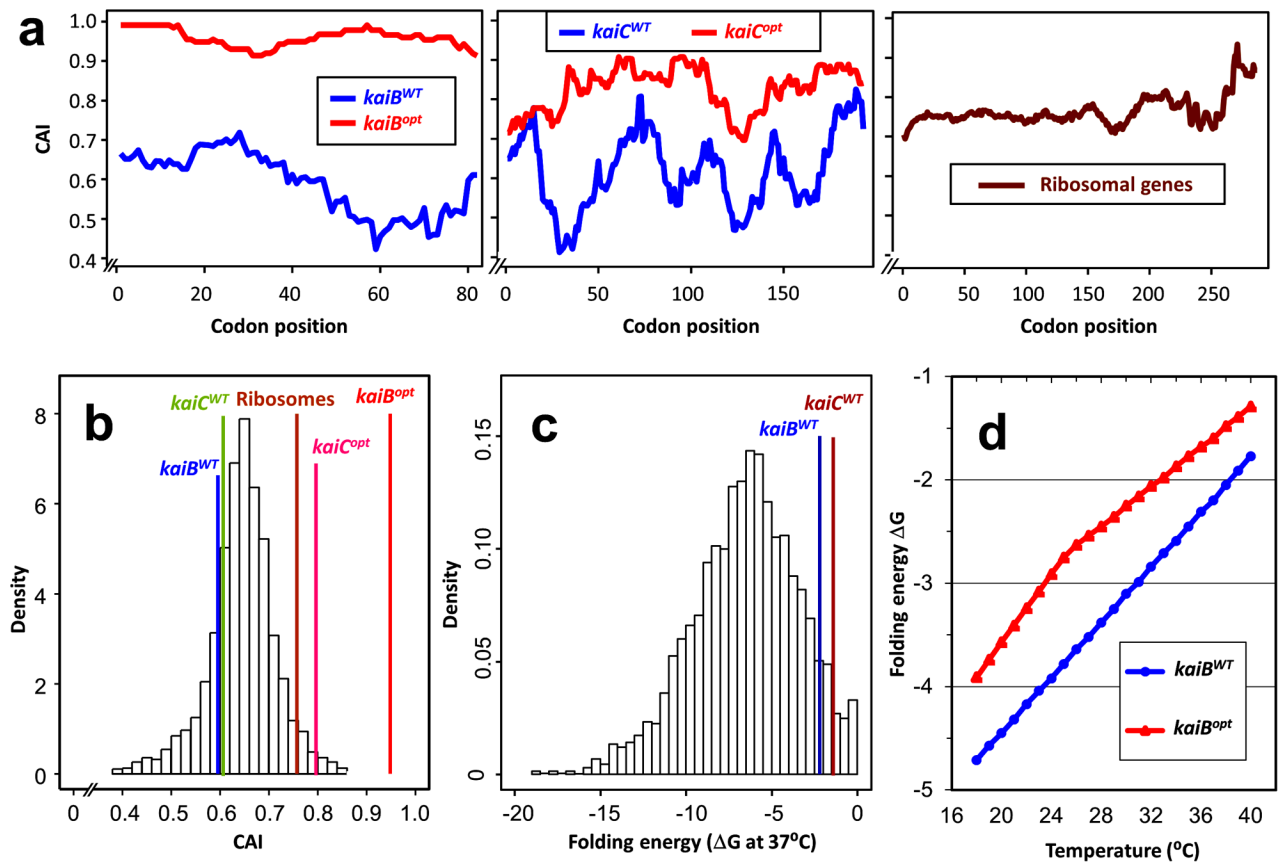 a
CAI
1.0
0.9
0.8
0.7
0.6
0.5
0.4
kaiB^WT
kaiB^opt
0 20 40 60 80
Codon position
kaiC^WT kaiC^opt
0 50 100 150
Codon position
Ribosomal genes
0 50 100 150 200 250
Codon position
b
Density
8
6
4
2
0
kaiC^WT Ribosomes kaiB^opt
kaiB^WT kaiC^opt
0 0.4 0.5 0.6 0.7 0.8 0.9 1.0
CAI
c
Density
0.15
0.10
0.05
0
kaiC^WT
kaiB^WT
-20 -15 -10 -5 0
Folding energy (ΔG at 37⁰C)
d
Folding energy ΔG
-1
-2
-3
-4
-5
kaiB^WT
kaiB^opt
16 20 24 28 32 36 40
Temperature (⁰C)